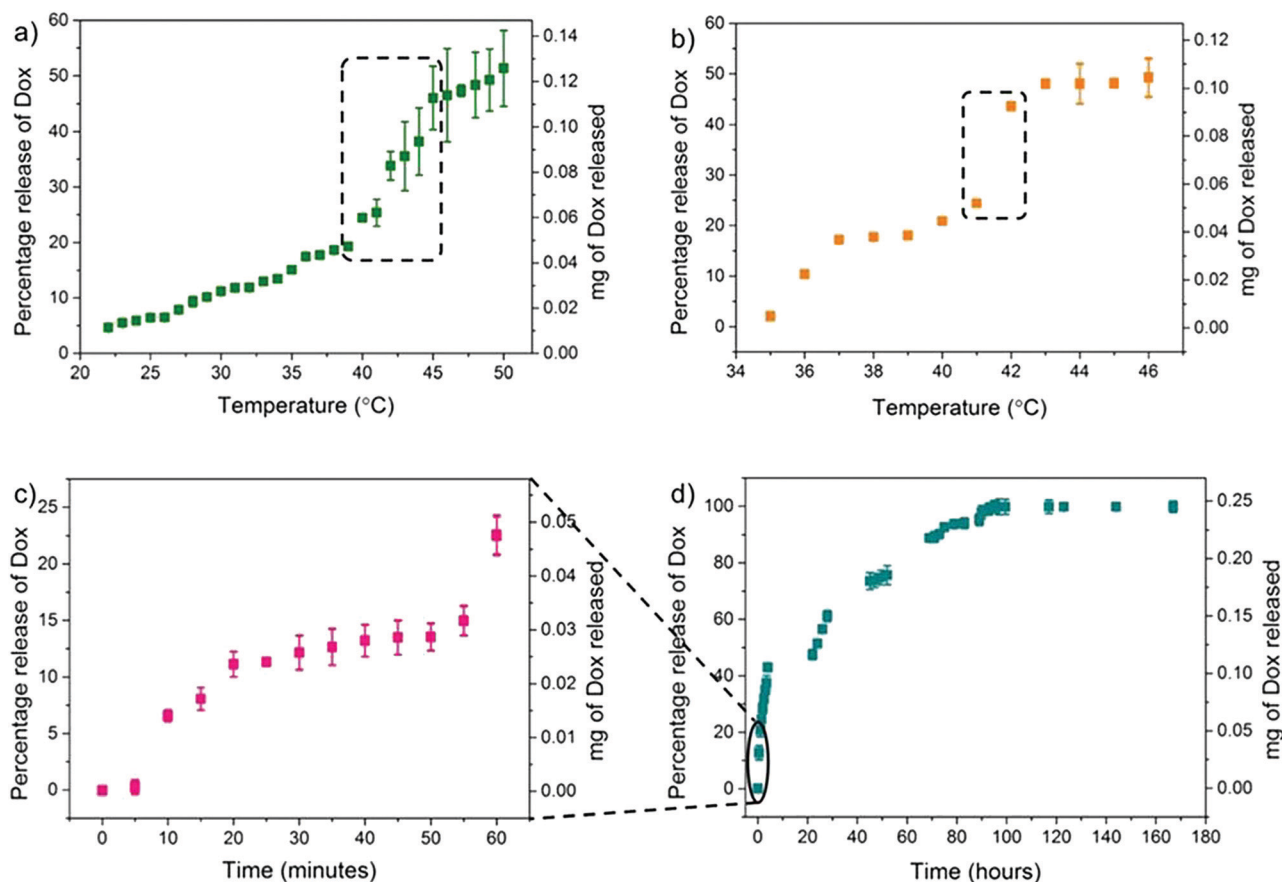 a)
60
50
40
30
20
10
0
Percentage release of Dox
0.14
0.12
0.10
0.08
0.06
0.04
0.02
0.00
mg of Dox released
20 25 30 35 40 45 50
Temperature (°C)
b)
60
50
40
30
20
10
0
Percentage release of Dox
0.12
0.10
0.08
0.06
0.04
0.02
0.00
mg of Dox released
34 36 38 40 42 44 46
Temperature (°C)
c)
25
20
15
10
5
0
Percentage release of Dox
0.05
0.04
0.03
0.02
0.01
0.00
mg of Dox released
0 10 20 30 40 50 60
Time (minutes)
d)
100
80
60
40
20
0
Percentage release of Dox
0.25
0.20
0.15
0.10
0.05
0.00
mg of Dox released
0 20 40 60 80 100 120 140 160 180
Time (hours)